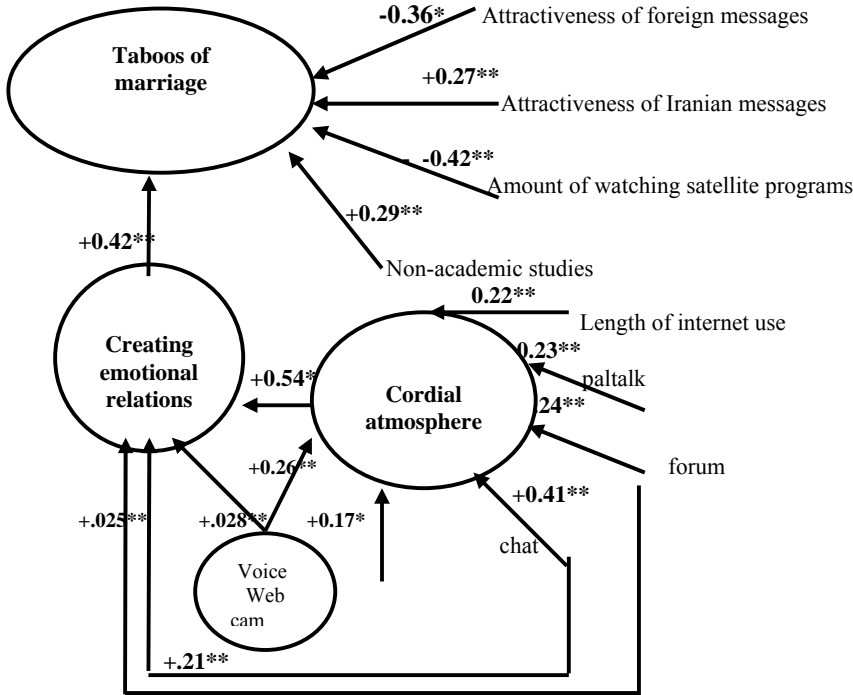 -0.36*
Attractiveness of foreign messages
Taboos of
marriage
+0.27**
Attractiveness of Iranian messages
- -0.42**
Amount of watching satellite programs
+0.29**
+0.42**
Non-academic studies
0.22**
Length of internet use
Creating
emotional
relations
0.23**
paltalk
+0.54*
Cordial
atmosphere
.24**
+0.26**
forum
+0.41**
+.025**
+.028**
+0.17*
chat
Voice
Web
cam
+.21**